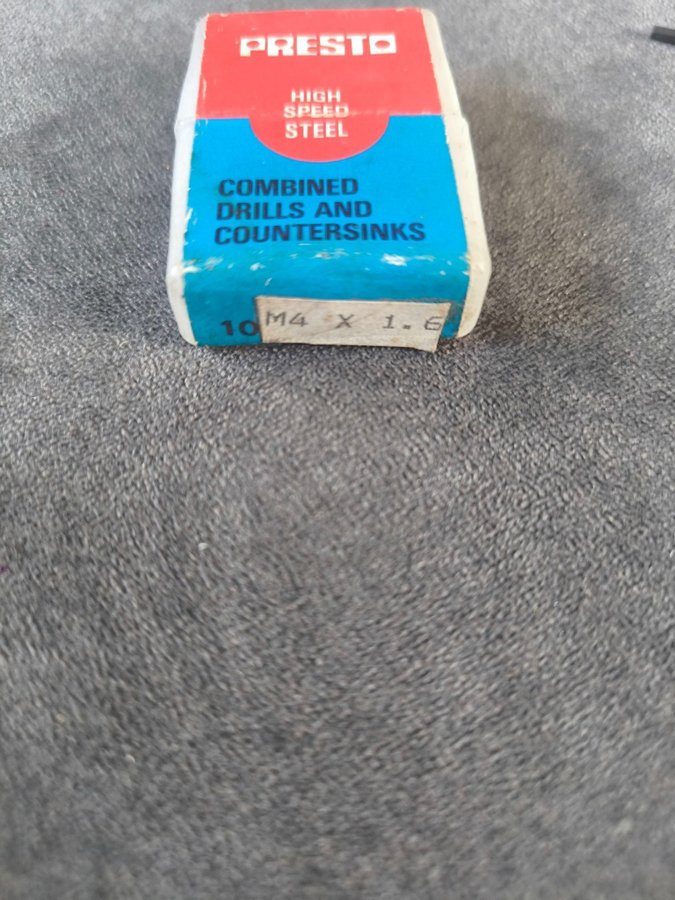 PRESTO
HIGH
SPEED
STEEL
COMBINED
DRILLS AND
COUNTERSINKS
10 M4 X 1.6